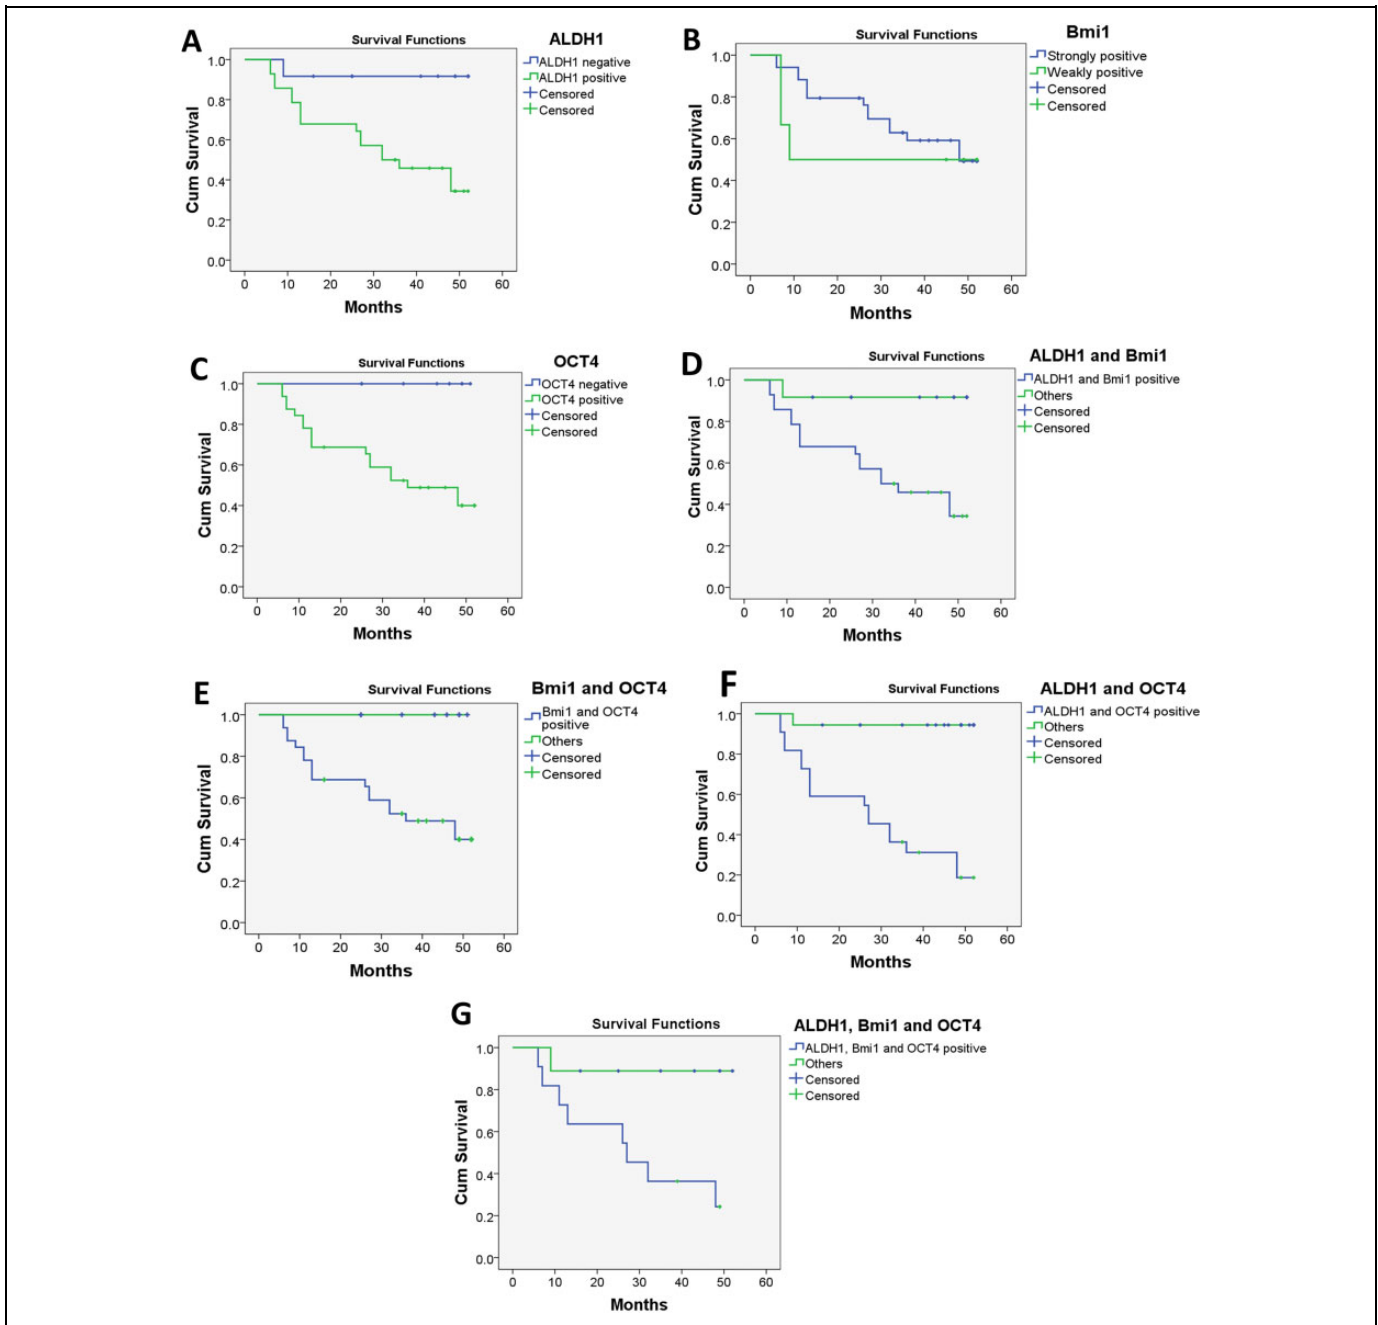 A
Survival Functions
ALDH1
ALDH1 negative
ALDH1 positive
Censored
Censored
Cum Survival
1.0
0.8
0.6
0.4
0.2
0.0
0 10 20 30 40 50 60
Months
B
Survival Functions
Bmi1
Strongly positive
Weakly positive
Censored
Censored
Cum Survival
1.0
0.8
0.6
0.4
0.2
0.0
0 10 20 30 40 50 60
Months
C
Survival Functions
OCT4
OCT4 negative
OCT4 positive
Censored
Censored
Cum Survival
1.0
0.8
0.6
0.4
0.2
0.0
0 10 20 30 40 50 60
Months
D
Survival Functions
ALDH1 and Bmi1
ALDH1 and Bmi1 positive
Others
Censored
Censored
Cum Survival
1.0
0.8
0.6
0.4
0.2
0.0
0 10 20 30 40 50 60
Months
E
Survival Functions
Bmi1 and OCT4
Bmi1 and OCT4
positive
Others
Censored
Censored
Cum Survival
1.0
0.8
0.6
0.4
0.2
0.0
0 10 20 30 40 50 60
Months
F
Survival Functions
ALDH1 and OCT4
ALDH1 and OCT4 positive
Others
Censored
Censored
Cum Survival
1.0
0.8
0.6
0.4
0.2
0.0
0 10 20 30 40 50 60
Months
G
Survival Functions
ALDH1, Bmi1 and OCT4
ALDH1, Bmi1 and OCT4 positive
Others
Censored
Censored
Cum Survival
1.0
0.8
0.6
0.4
0.2
0.0
0 10 20 30 40 50 60
Months